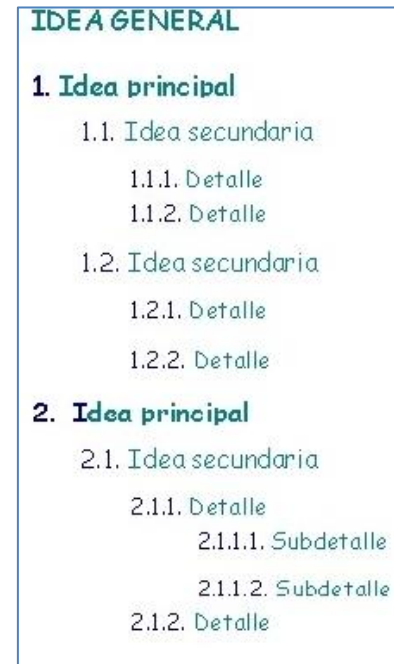 IDEA GENERAL
1. Idea principal
1.1. Idea secundaria
1.1.1. Detalle
1.1.2. Detalle
1.2. Idea secundaria
1.2.1. Detalle
1.2.2. Detalle
2. Idea principal
2.1. Idea secundaria
2.1.1. Detalle
2.1.1.1. Subdetalle
2.1.1.2. Subdetalle
2.1.2. Detalle